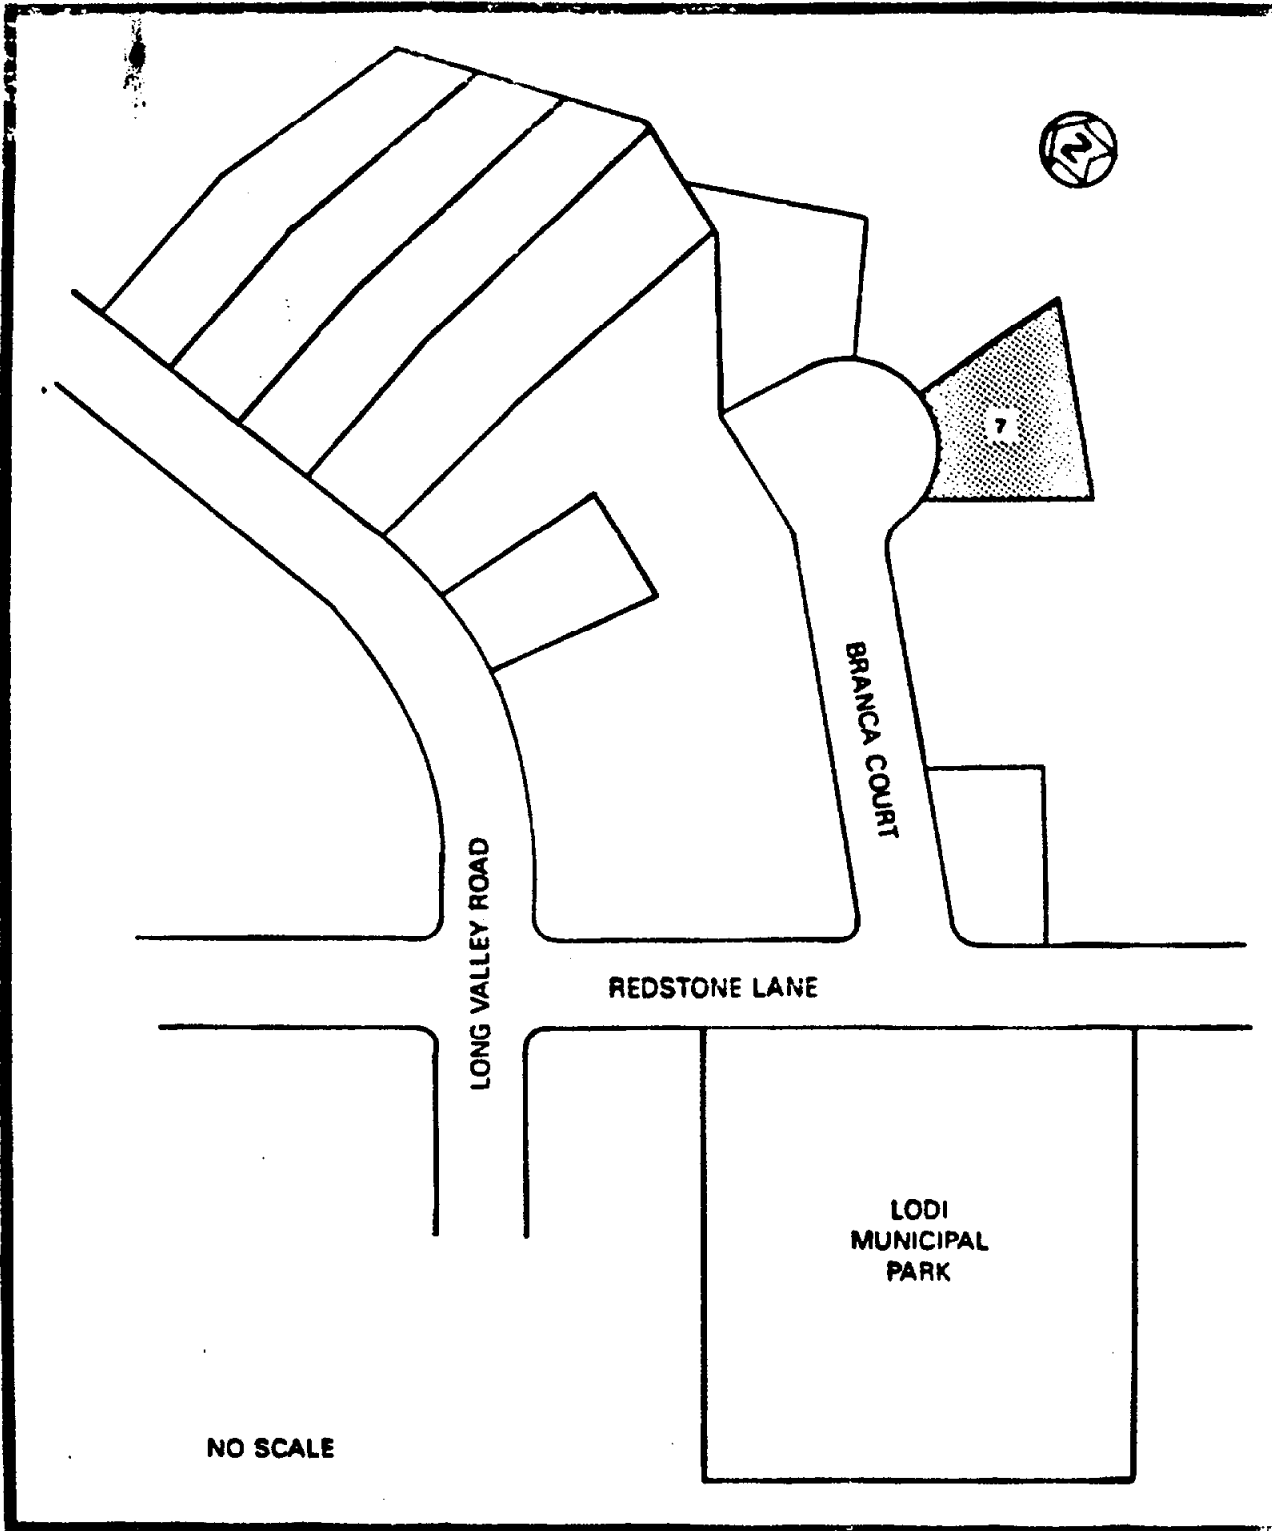 N
7
BRANCA COURT
LONG VALLEY ROAD
REDSTONE LANE
LODI
MUNICIPAL
PARK
NO SCALE